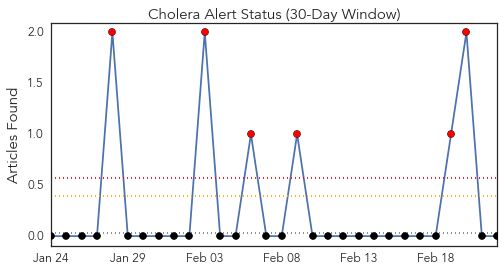 Cholera Alert Status (30-Day Window)
Articles Found
2.0
1.5
1.0
0.5
0.0
Jan 24 Jan 29 Feb 03 Feb 08 Feb 13 Feb 18